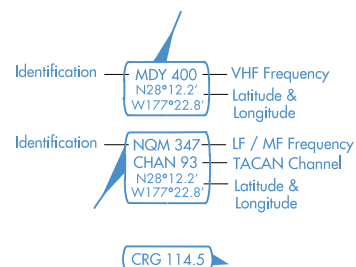 Identification MDY 400 VHF Frequency
N28°12.2' Latitude &
W177°22.8' Longitude
Identification NQM 347 LF / MF Frequency
CHAN 93 TACAN Channel
N28°12.2' Latitude &
W177°22.8' Longitude
CRG 114.5